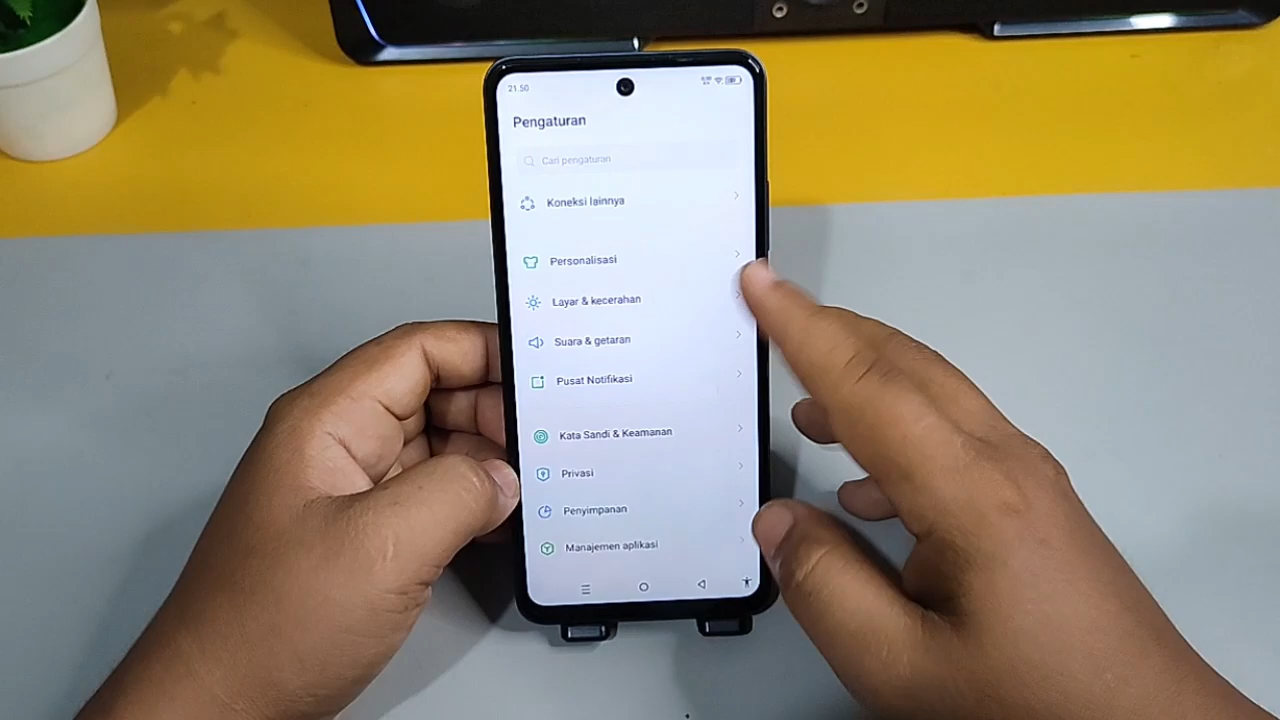 21.50
Pengaturan
Cari pengaturan
Koneksi lainnya
Personalisasi
Layar & kecerahan
Suara & getaran
Pusat Notifikasi
Kata Sandi & Keamanan
Privasi
Penyimpanan
Manajemen aplikasi